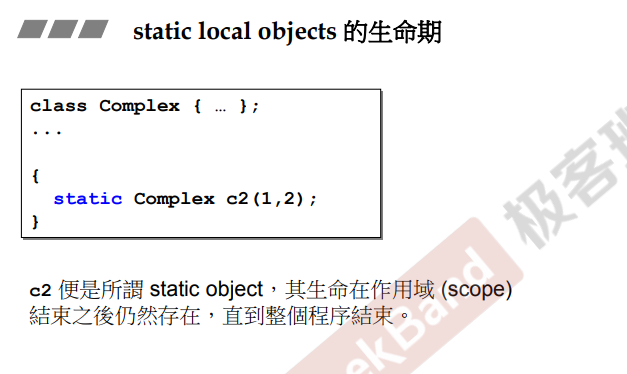 static local objects 的生命期
class Complex { … };
...
{
static Complex c2(1,2);
}
c2 便是所謂 static object，其生命在作用域 (scope)
結束之後仍然存在，直到整個程序結束。
ekBand 极客班